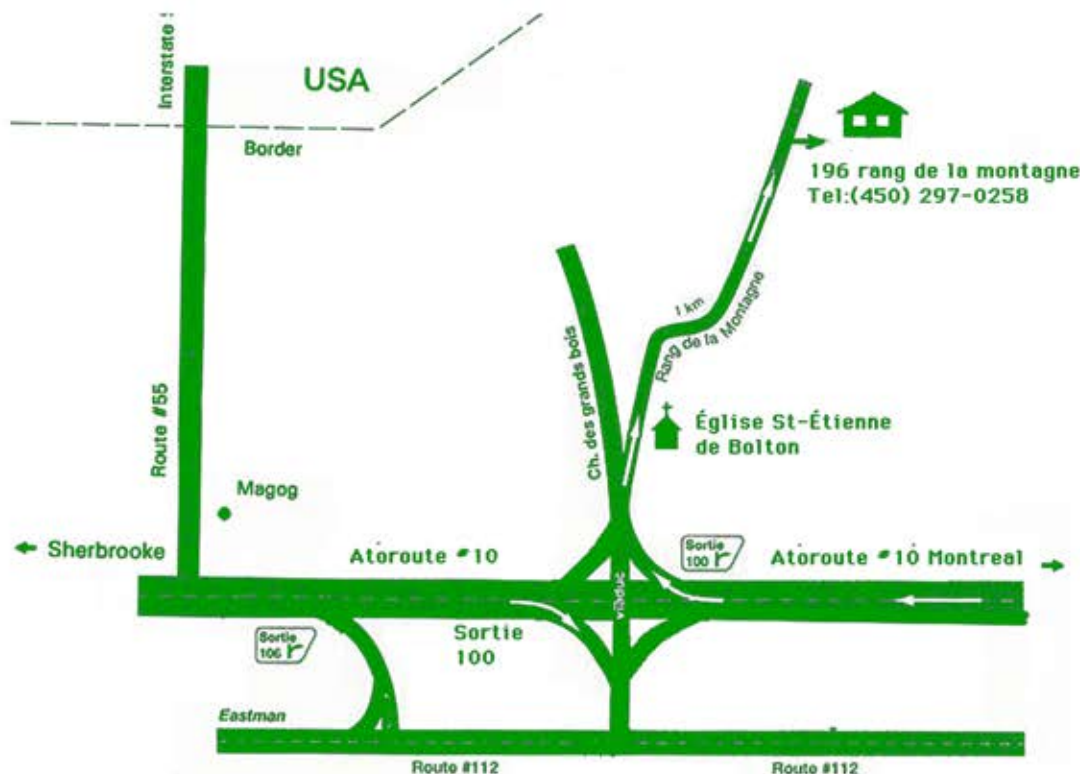 Interstate
USA
Border
196 rang de la montagne
Tel:(450) 297-0258
1 km
Rang de la Montagne
Ch. des grands bois
Route #55
Église St-Étienne
de Bolton
Magog
Sherbrooke
Atoroute #10
Sortie
100
Atoroute #10 Montreal
viaduc
Sortie
106
Sortie
100
Eastman
Route #112
Route #112